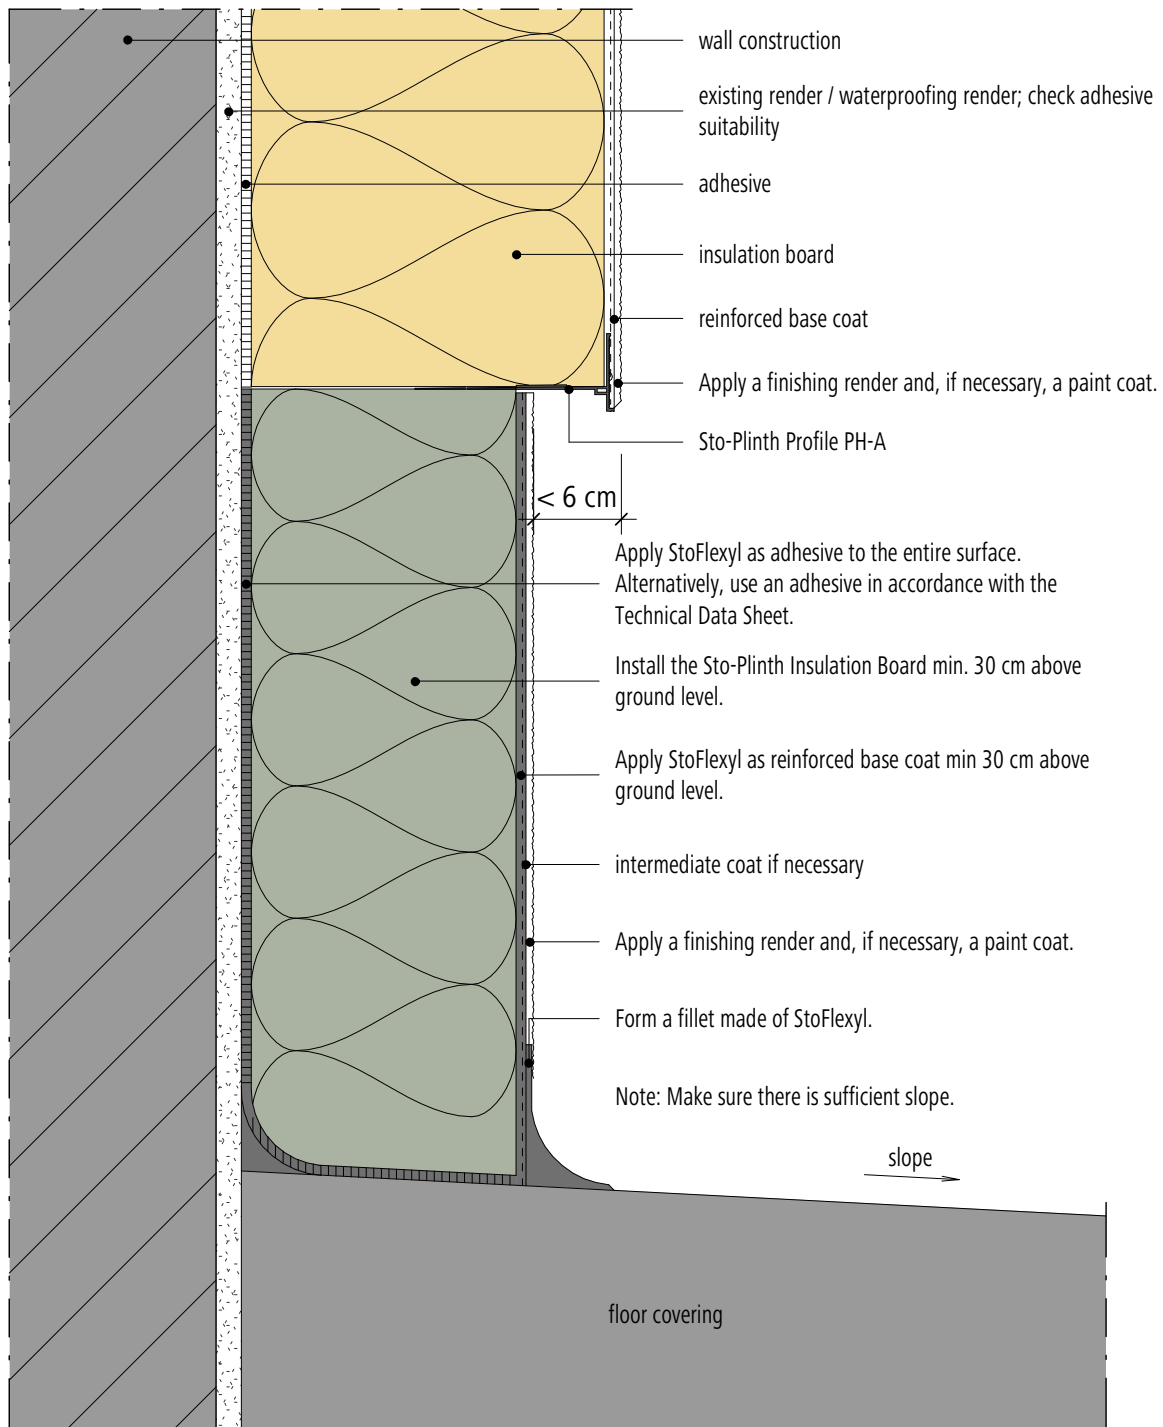 wall construction
existing render / waterproofing render; check adhesive
suitability
adhesive
insulation board
reinforced base coat
Apply a finishing render and, if necessary, a paint coat.
Sto-Plinth Profile PH-A
< 6 cm
Apply StoFlexyl as adhesive to the entire surface.
Alternatively, use an adhesive in accordance with the
Technical Data Sheet.
Install the Sto-Plinth Insulation Board min. 30 cm above
ground level.
Apply StoFlexyl as reinforced base coat min 30 cm above
ground level.
intermediate coat if necessary
Apply a finishing render and, if necessary, a paint coat.
Form a fillet made of StoFlexyl.
Note: Make sure there is sufficient slope.
slope
floor covering